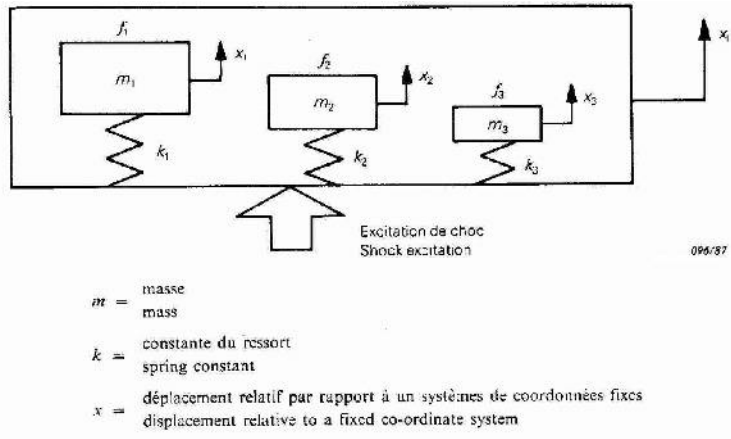 f₁
x₁
m₁
k₁
f₂
x₂
m₂
k₂
f₃
x₃
m₃
k₃
Excitation de choc
Shock excitation
096/87
m = masse
mass
k = constante du ressort
spring constant
x = déplacement relatif par rapport à un systèmes de coordonnées fixes
displacement relative to a fixed co-ordinate system